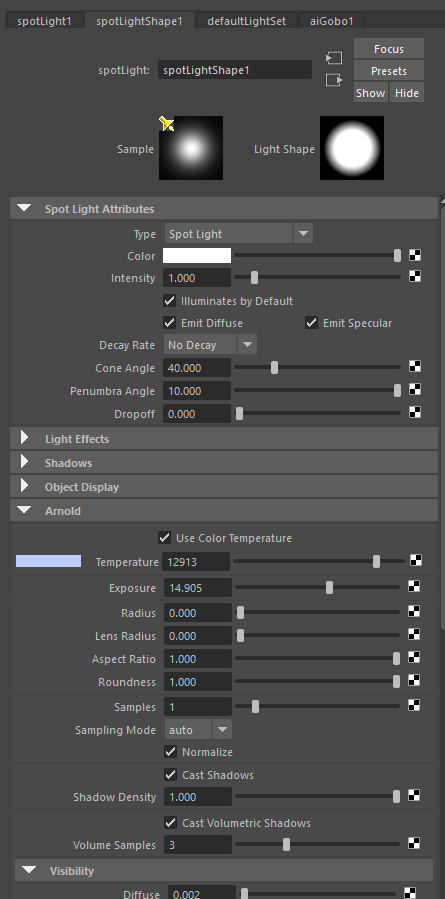 spotLight1 spotLightShape1 defaultLightSet aiGobo1
Focus
spotLight: spotLightShape1
Presets
Show Hide
Sample Light Shape
Spot Light Attributes
Type Spot Light
Color
Intensity 1.000
Illuminates by Default
Emit Diffuse Emit Specular
Decay Rate No Decay
Cone Angle 40.000
Penumbra Angle 10.000
Dropoff 0.000
Light Effects
Shadows
Object Display
Arnold
Use Color Temperature
Temperature 12913
Exposure 14.905
Radius 0.000
Lens Radius 0.000
Aspect Ratio 1.000
Roundness 1.000
Samples 1
Sampling Mode auto
Normalize
Cast Shadows
Shadow Density 1.000
Cast Volumetric Shadows
Volume Samples 3
Visibility
Diffuse 0.002